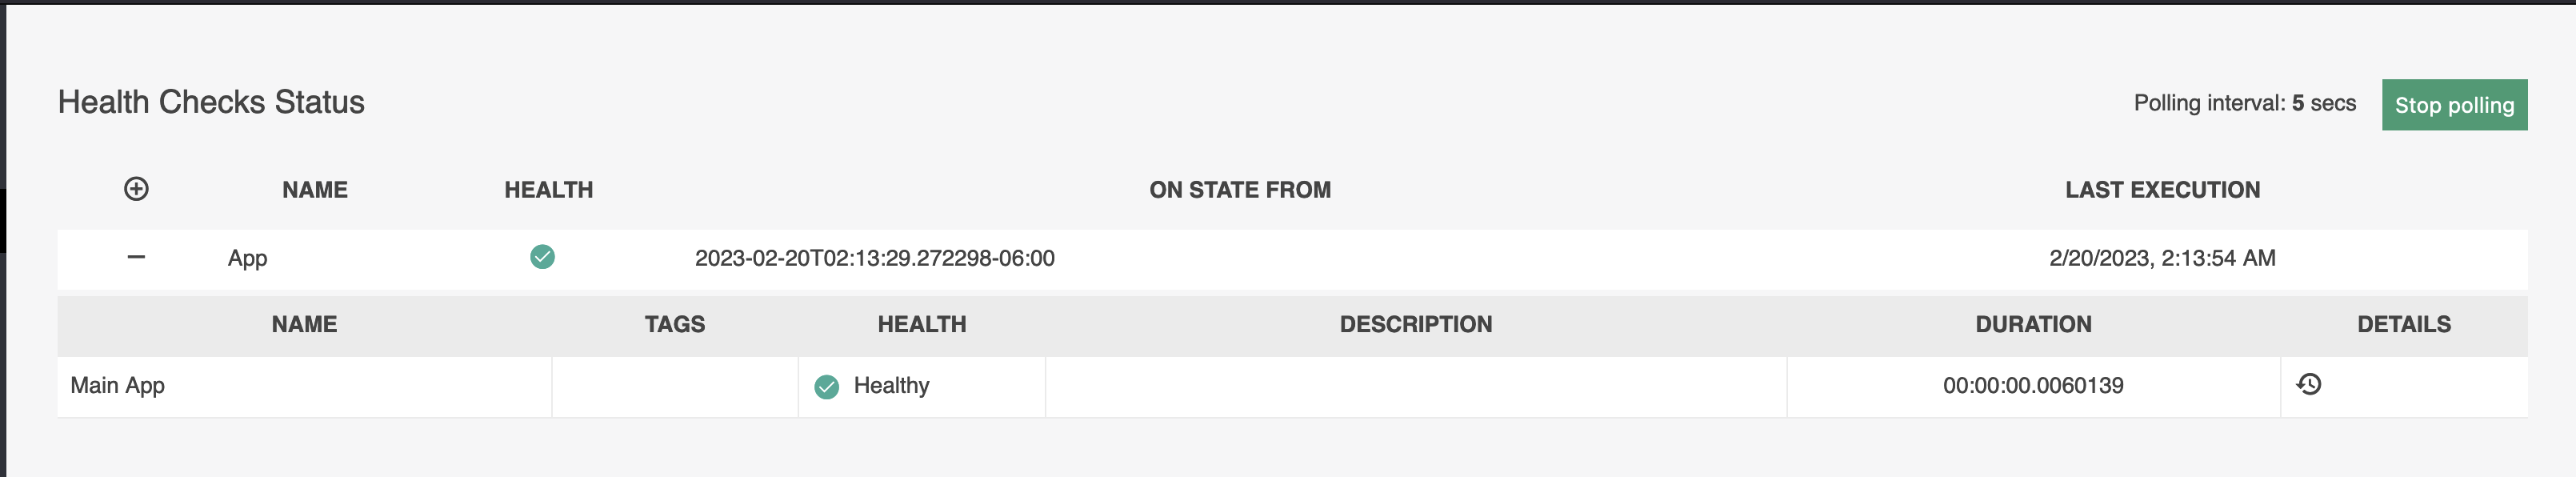 Health Checks Status
Polling interval: 5 secs
Stop polling
NAME HEALTH ON STATE FROM LAST EXECUTION
App 2023-02-20T02:13:29.272298-06:00 2/20/2023, 2:13:54 AM
NAME TAGS HEALTH DESCRIPTION DURATION DETAILS
Main App Healthy 00:00:00.0060139